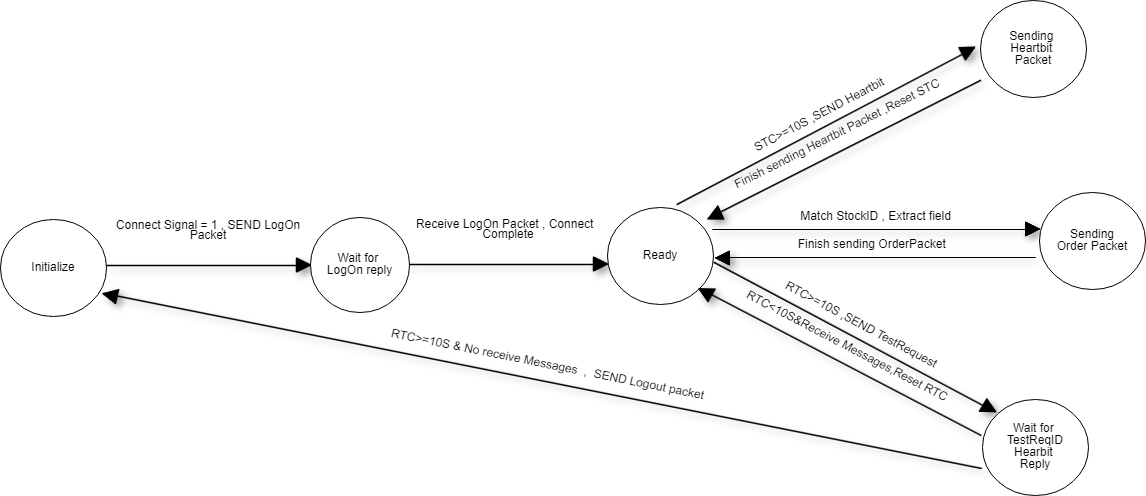 Sending
Heartbit
Packet
STC>=10S ,SEND Heartbit
Finish sending Heartbit Packet ,Reset STC
Connect Signal = 1 , SEND LogOn
Packet
Receive LogOn Packet , Connect
Complete
Match StockID , Extract field
Sending
Order Packet
Finish sending OrderPacket
Initialize
Wait for
LogOn reply
Ready
RTC>=10S ,SEND TestRequest
RTC<10S&Receive Messages,Reset RTC
RTC>=10S & No receive Messages , SEND Logout packet
Wait for
TestReqID
Hearbit
Reply